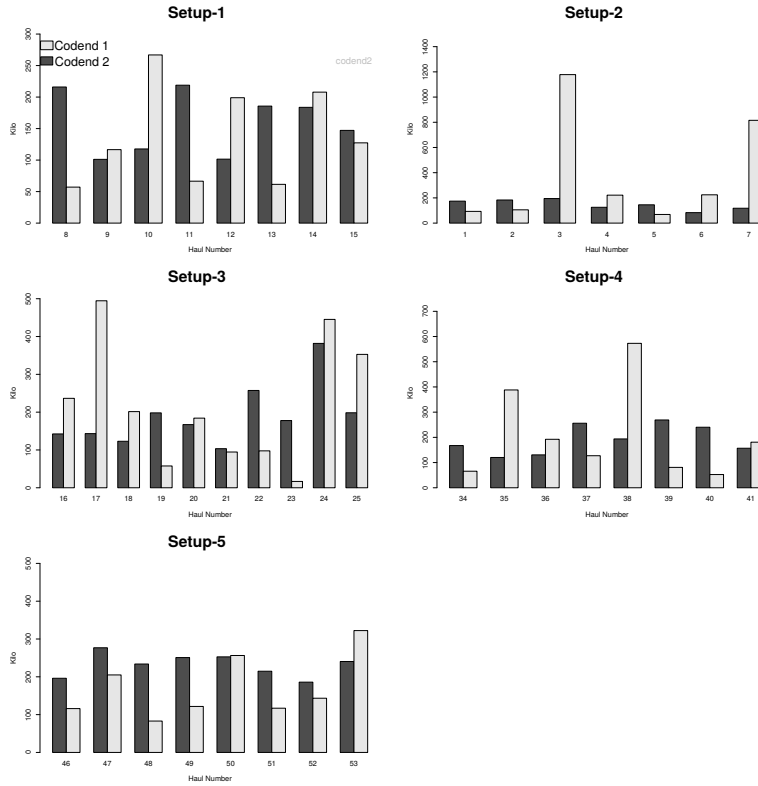 Setup-1
Codend 1
Codend 2
codend2
Kilo
0 50 100 150 200 250 300
8 9 10 11 12 13 14 15
Haul Number
Setup-2
Kilo
0 200 400 600 800 1000 1200 1400
1 2 3 4 5 6 7
Haul Number
Setup-3
Kilo
0 100 200 300 400 500
16 17 18 19 20 21 22 23 24 25
Haul Number
Setup-4
Kilo
0 100 200 300 400 500 600 700
34 35 36 37 38 39 40 41
Haul Number
Setup-5
Kilo
0 100 200 300 400 500
46 47 48 49 50 51 52 53
Haul Number